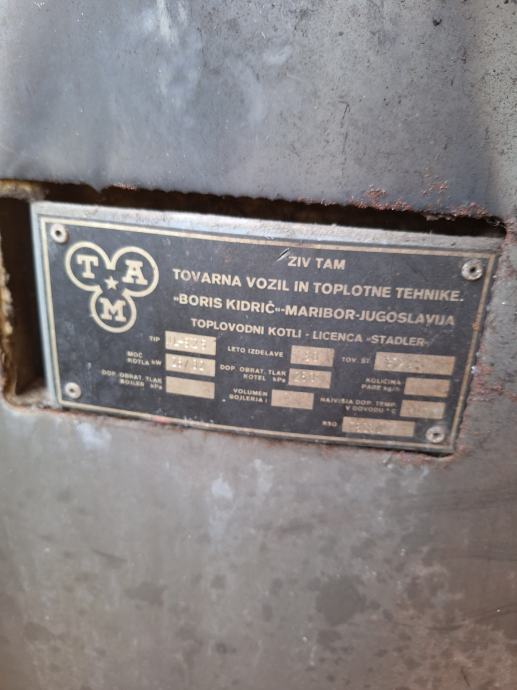 TAM
ZIV TAM
TOVARNA VOZIL IN TOPLOTNE TEHNIKE.
"BORIS KIDRIČ"-MARIBOR-JUGOSLAVIJA
TOPLOVODNI KOTLI - LICENCA "STADLER"
TIP LETO IZDELAVE TOV. ŠT.
MOČ KOTLA kW DOP. OBRAT. TLAK KOTEL kPa KOLIČINA PARE kg/h
DOP. OBRAT. TLAK BOJLER kPa VOLUMEN BOJLERJA l NAJVIŠJA DOP. TEMP. V DOVODU °C
RSO